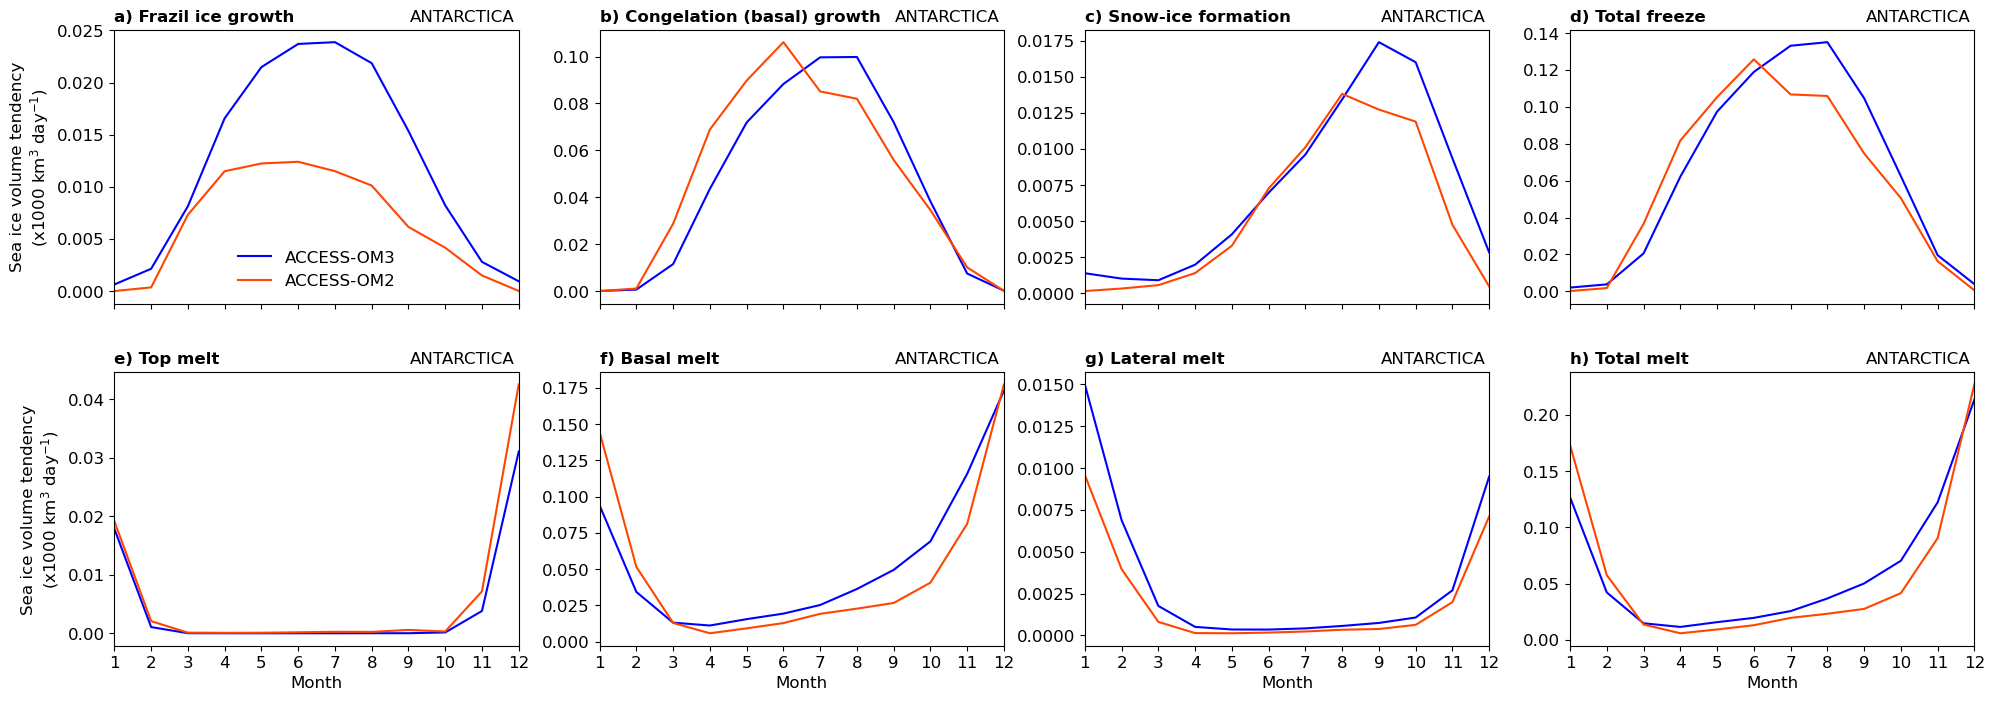 a) Frazil ice growth ANTARCTICA
b) Congelation (basal) growth ANTARCTICA
c) Snow-ice formation ANTARCTICA
d) Total freeze ANTARCTICA
Sea ice volume tendency
(x1000 km³ day⁻¹)
0.025
0.020
0.015
0.010
0.005
0.000
ACCESS-OM3
ACCESS-OM2
0.10
0.08
0.06
0.04
0.02
0.00
0.0175
0.0150
0.0125
0.0100
0.0075
0.0050
0.0025
0.0000
0.14
0.12
0.10
0.08
0.06
0.04
0.02
0.00
e) Top melt ANTARCTICA
f) Basal melt ANTARCTICA
g) Lateral melt ANTARCTICA
h) Total melt ANTARCTICA
Sea ice volume tendency
(x1000 km³ day⁻¹)
0.04
0.03
0.02
0.01
0.00
1 2 3 4 5 6 7 8 9 10 11 12
Month
0.175
0.150
0.125
0.100
0.075
0.050
0.025
0.000
1 2 3 4 5 6 7 8 9 10 11 12
Month
0.0150
0.0125
0.0100
0.0075
0.0050
0.0025
0.0000
1 2 3 4 5 6 7 8 9 10 11 12
Month
0.20
0.15
0.10
0.05
0.00
1 2 3 4 5 6 7 8 9 10 11 12
Month